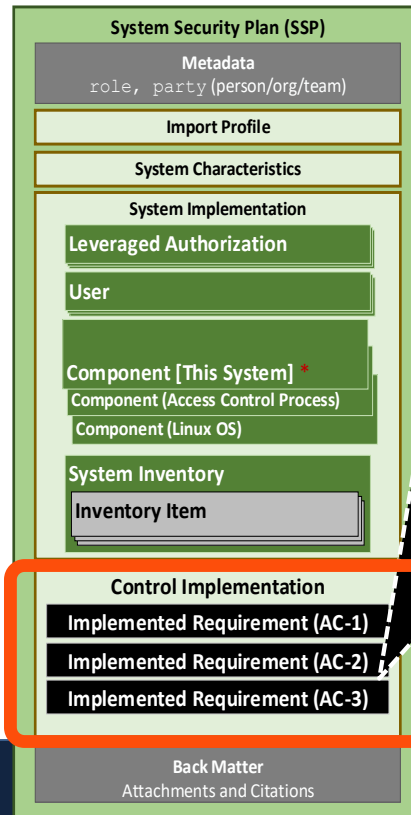 System Security Plan (SSP)
Metadata
role, party (person/org/team)
Import Profile
System Characteristics
System Implementation
Leveraged Authorization
User
Component [This System] *
Component (Access Control Process)
Component (Linux OS)
System Inventory
Inventory Item
Control Implementation
Implemented Requirement (AC-1)
Implemented Requirement (AC-2)
Implemented Requirement (AC-3)
Back Matter
Attachments and Citations